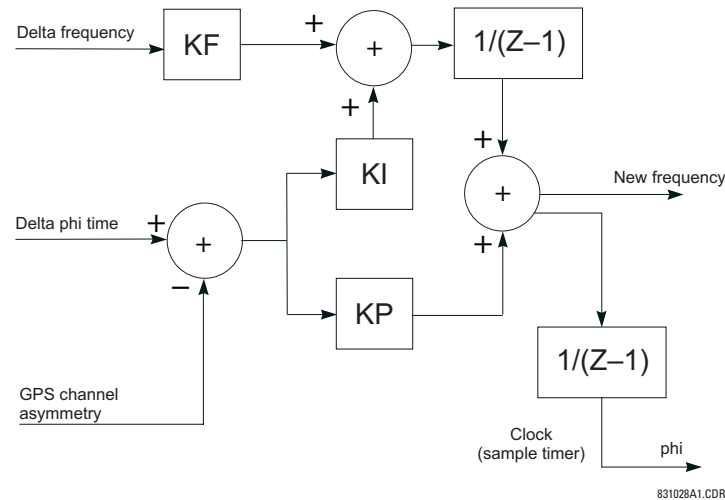 Delta frequency
KF
+
+
1/(Z–1)
+
KI
+
+
New frequency
Delta phi time
+
+
–
+
KP
1/(Z–1)
GPS channel
asymmetry
Clock
(sample timer)
phi
831028A1.CDR